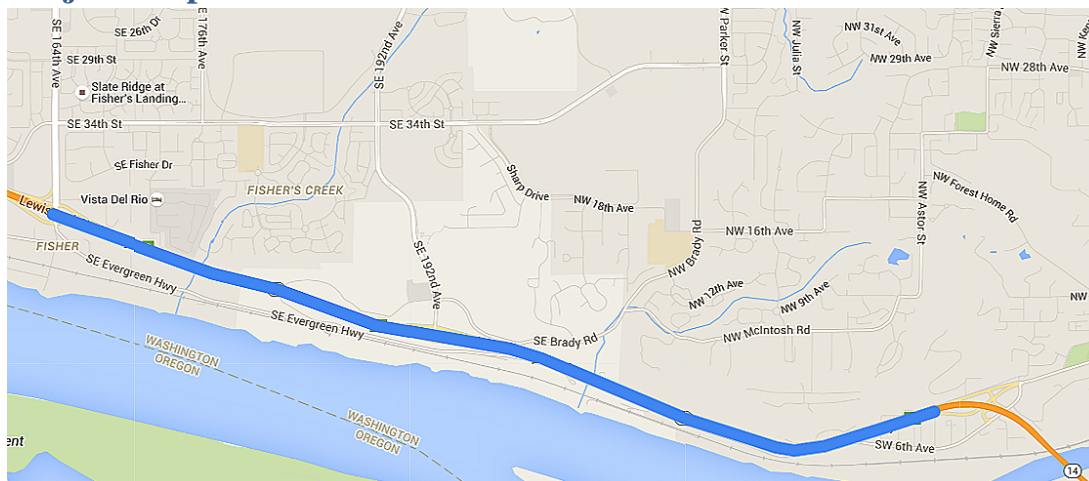 SE 164th Ave
SE 26th Dr
SE 176th Ave
SE 192nd Ave
NW Parker St
NW Julia St
NW 31st Ave
NW 29th Ave
NW Sierra
NW 28th Ave
SE 29th St
Slate Ridge at
Fisher's Landing...
SE 34th St
SE 34th St
SE Fisher Dr
FISHER'S CREEK
Vista Del Rio
Lewis
FISHER
Sharp Drive
NW 18th Ave
NW Brady Rd
NW 16th Ave
NW Astor St
NW Forest Home Rd
SE 192nd Ave
SE Evergreen Hwy
SE Evergreen Hwy
NW 12th Ave
NW 9th Ave
NW
SE Brady Rd
NW McIntosh Rd
WASHINGTON
OREGON
WASHINGTON
OREGON
SW 6th Ave
ent
14